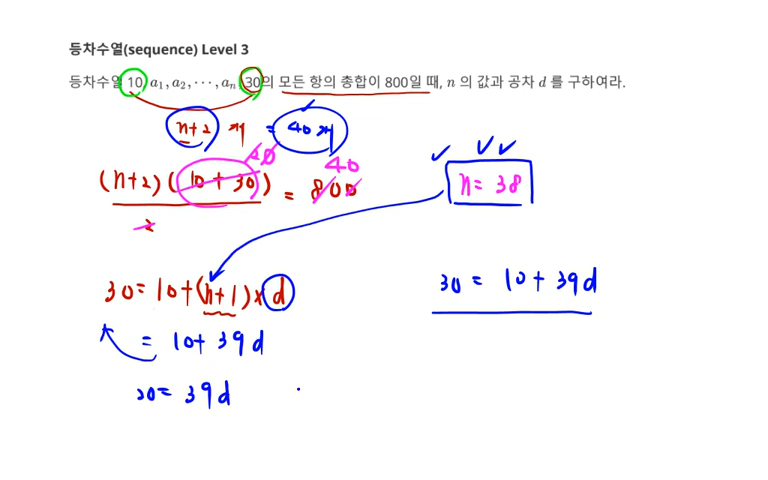 등차수열(sequence) Level 3
등차수열 10, a₁, a₂, ⋯, aₙ, 30의 모든 항의 총합이 800일 때, n 의 값과 공차 d 를 구하여라.
n+2 개 = 40개
20 40
(n+2)(10+30) = 800
2
n = 38
30 = 10+(n+1)×d
30 = 10+39d
= 10+39d
20 = 39d